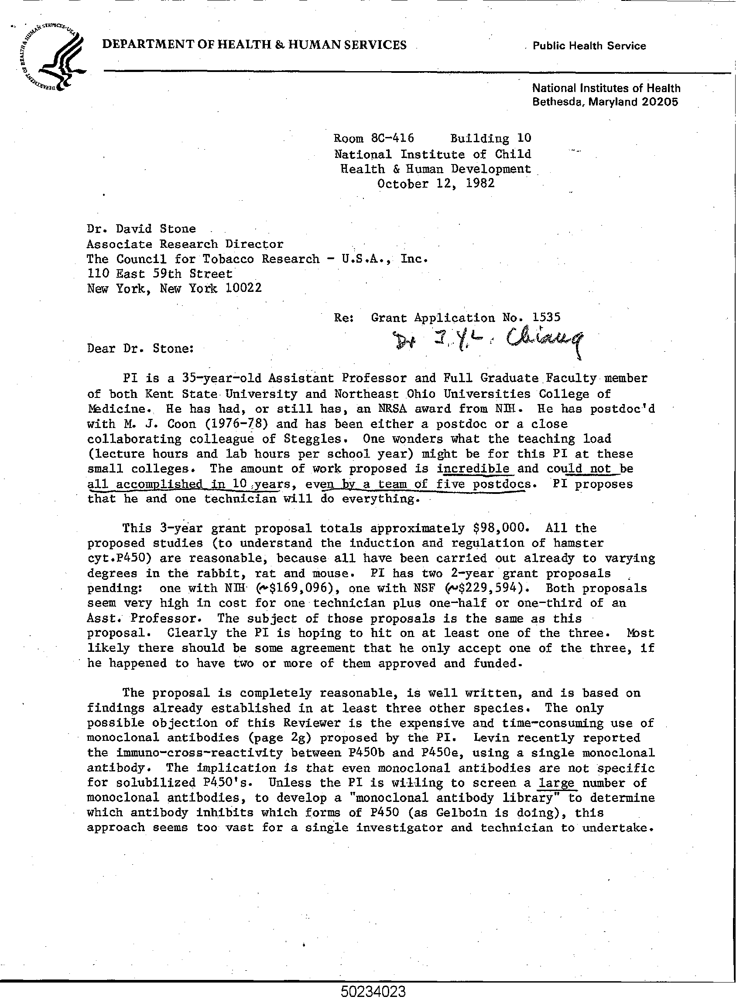 DEPARTMENT OF HEALTH & HUMAN SERVICES
Public Health Service
National Institutes of Health
Bethesda, Maryland 20205
Room 8C-416 Building 10
National Institute of Child
Health & Human Development
October 12, 1982
Dr. David Stone
Associate Research Director
The Council for Tobacco Research - U.S.A., Inc.
110 East 59th Street
New York, New York 10022
Re: Grant Application No. 1535
Dr J.Y.L. Chiang
Dear Dr. Stone:
PI is a 35-year-old Assistant Professor and Full Graduate Faculty member
of both Kent State University and Northeast Ohio Universities College of
Medicine. He has had, or still has, an NRSA award from NIH. He has postdoc'd
with M. J. Coon (1976-78) and has been either a postdoc or a close
collaborating colleague of Steggles. One wonders what the teaching load
(lecture hours and lab hours per school year) might be for this PI at these
small colleges. The amount of work proposed is incredible and could not be
all accomplished in 10 years, even by a team of five postdocs. PI proposes
that he and one technician will do everything.
This 3-year grant proposal totals approximately $98,000. All the
proposed studies (to understand the induction and regulation of hamster
cyt.P450) are reasonable, because all have been carried out already to varying
degrees in the rabbit, rat and mouse. PI has two 2-year grant proposals
pending: one with NIH (~$169,096), one with NSF (~$229,594). Both proposals
seem very high in cost for one technician plus one-half or one-third of an
Asst. Professor. The subject of those proposals is the same as this
proposal. Clearly the PI is hoping to hit on at least one of the three. Most
likely there should be some agreement that he only accept one of the three, if
he happened to have two or more of them approved and funded.
The proposal is completely reasonable, is well written, and is based on
findings already established in at least three other species. The only
possible objection of this Reviewer is the expensive and time-consuming use of
monoclonal antibodies (page 2g) proposed by the PI. Levin recently reported
the immuno-cross-reactivity between P450b and P450e, using a single monoclonal
antibody. The implication is that even monoclonal antibodies are not specific
for solubilized P450's. Unless the PI is willing to screen a large number of
monoclonal antibodies, to develop a "monoclonal antibody library" to determine
which antibody inhibits which forms of P450 (as Gelboin is doing), this
approach seems too vast for a single investigator and technician to undertake.
50234023